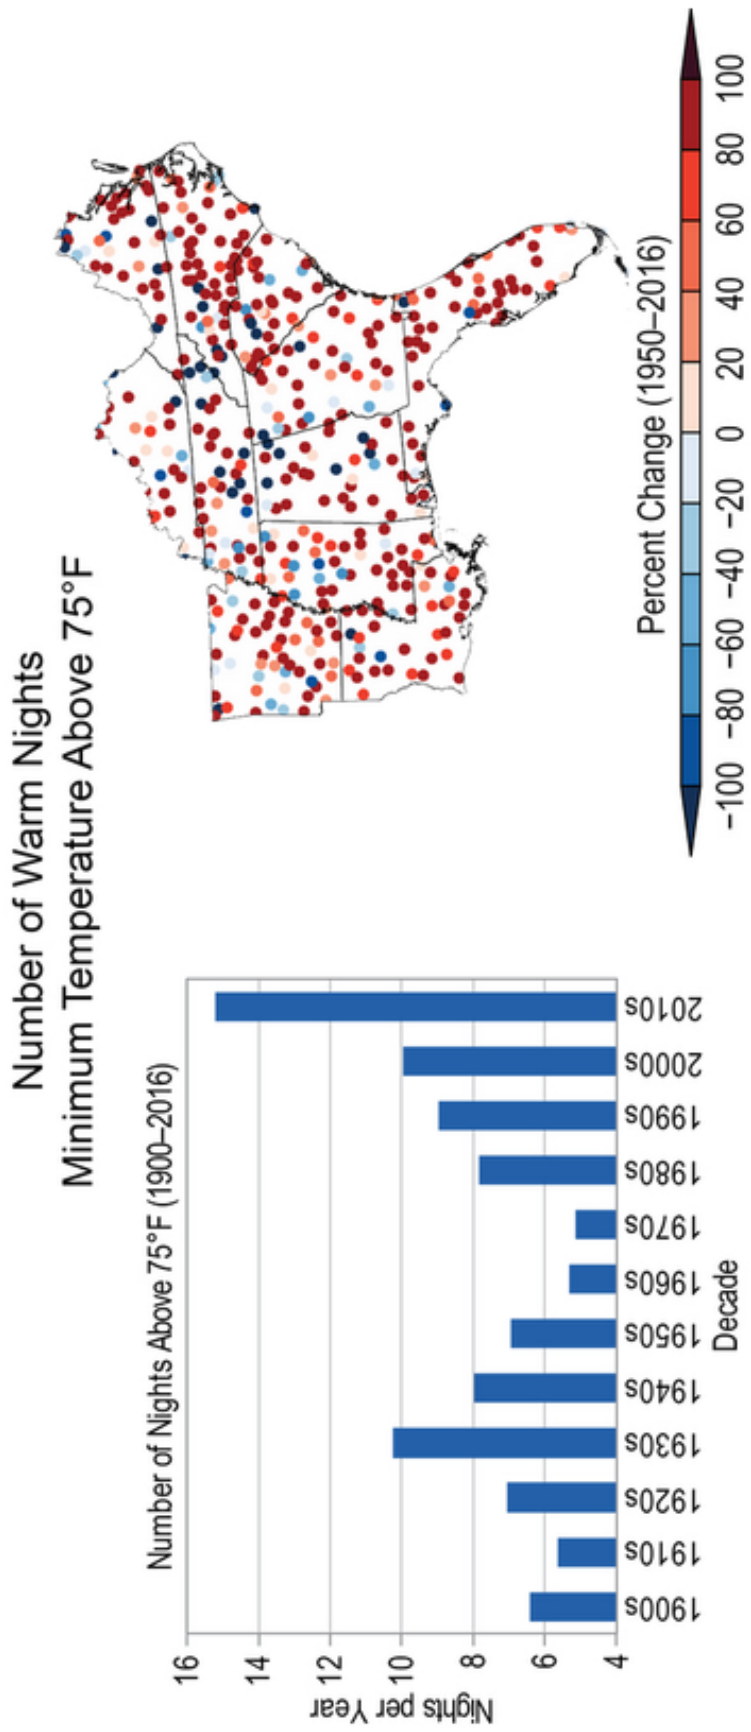 Number of Warm Nights
Minimum Temperature Above 75°F
Number of Nights Above 75°F (1900–2016)
Nights per Year
16
14
12
10
8
6
4
1900s
1910s
1920s
1930s
1940s
1950s
1960s
1970s
1980s
1990s
2000s
2010s
Decade
Percent Change (1950–2016)
−100 −80 −60 −40 −20 0 20 40 60 80 100